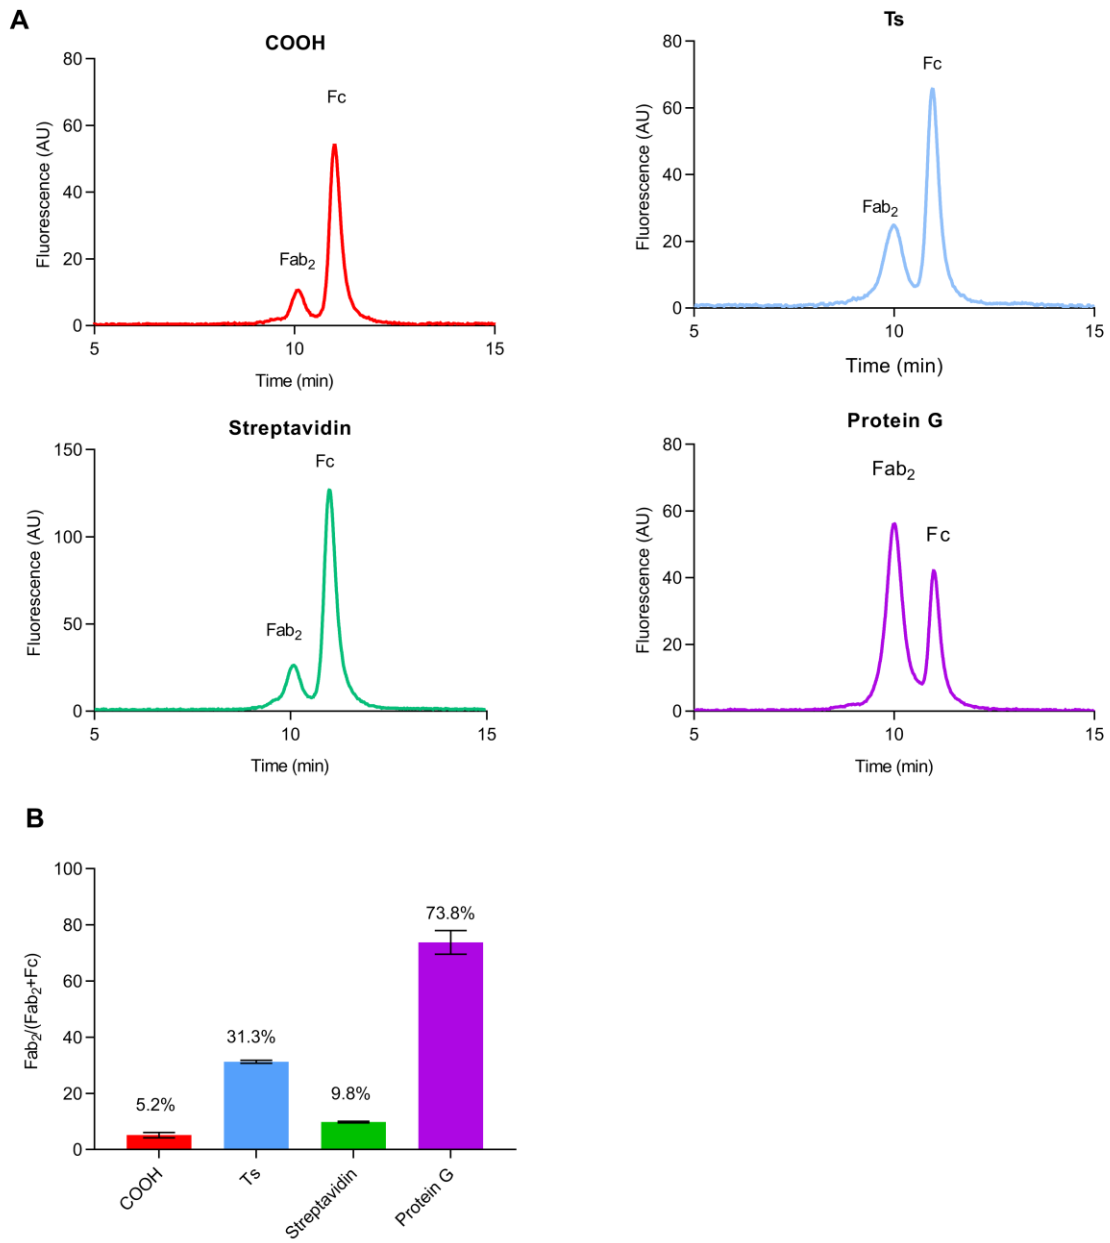 A
COOH
80
60
40
20
0
Fluorescence (AU)
Fab2
Fc
5
10
15
Time (min)
Ts
80
60
40
20
0
Fluorescence (AU)
Fab2
Fc
5
10
15
Time (min)
Streptavidin
150
100
50
0
Fluorescence (AU)
Fab2
Fc
5
10
15
Time (min)
Protein G
80
60
40
20
0
Fluorescence (AU)
Fab2
Fc
5
10
15
Time (min)
B
100
80
60
40
20
0
Fab2/(Fab2+Fc)
5.2%
31.3%
9.8%
73.8%
COOH
Ts
Streptavidin
Protein G